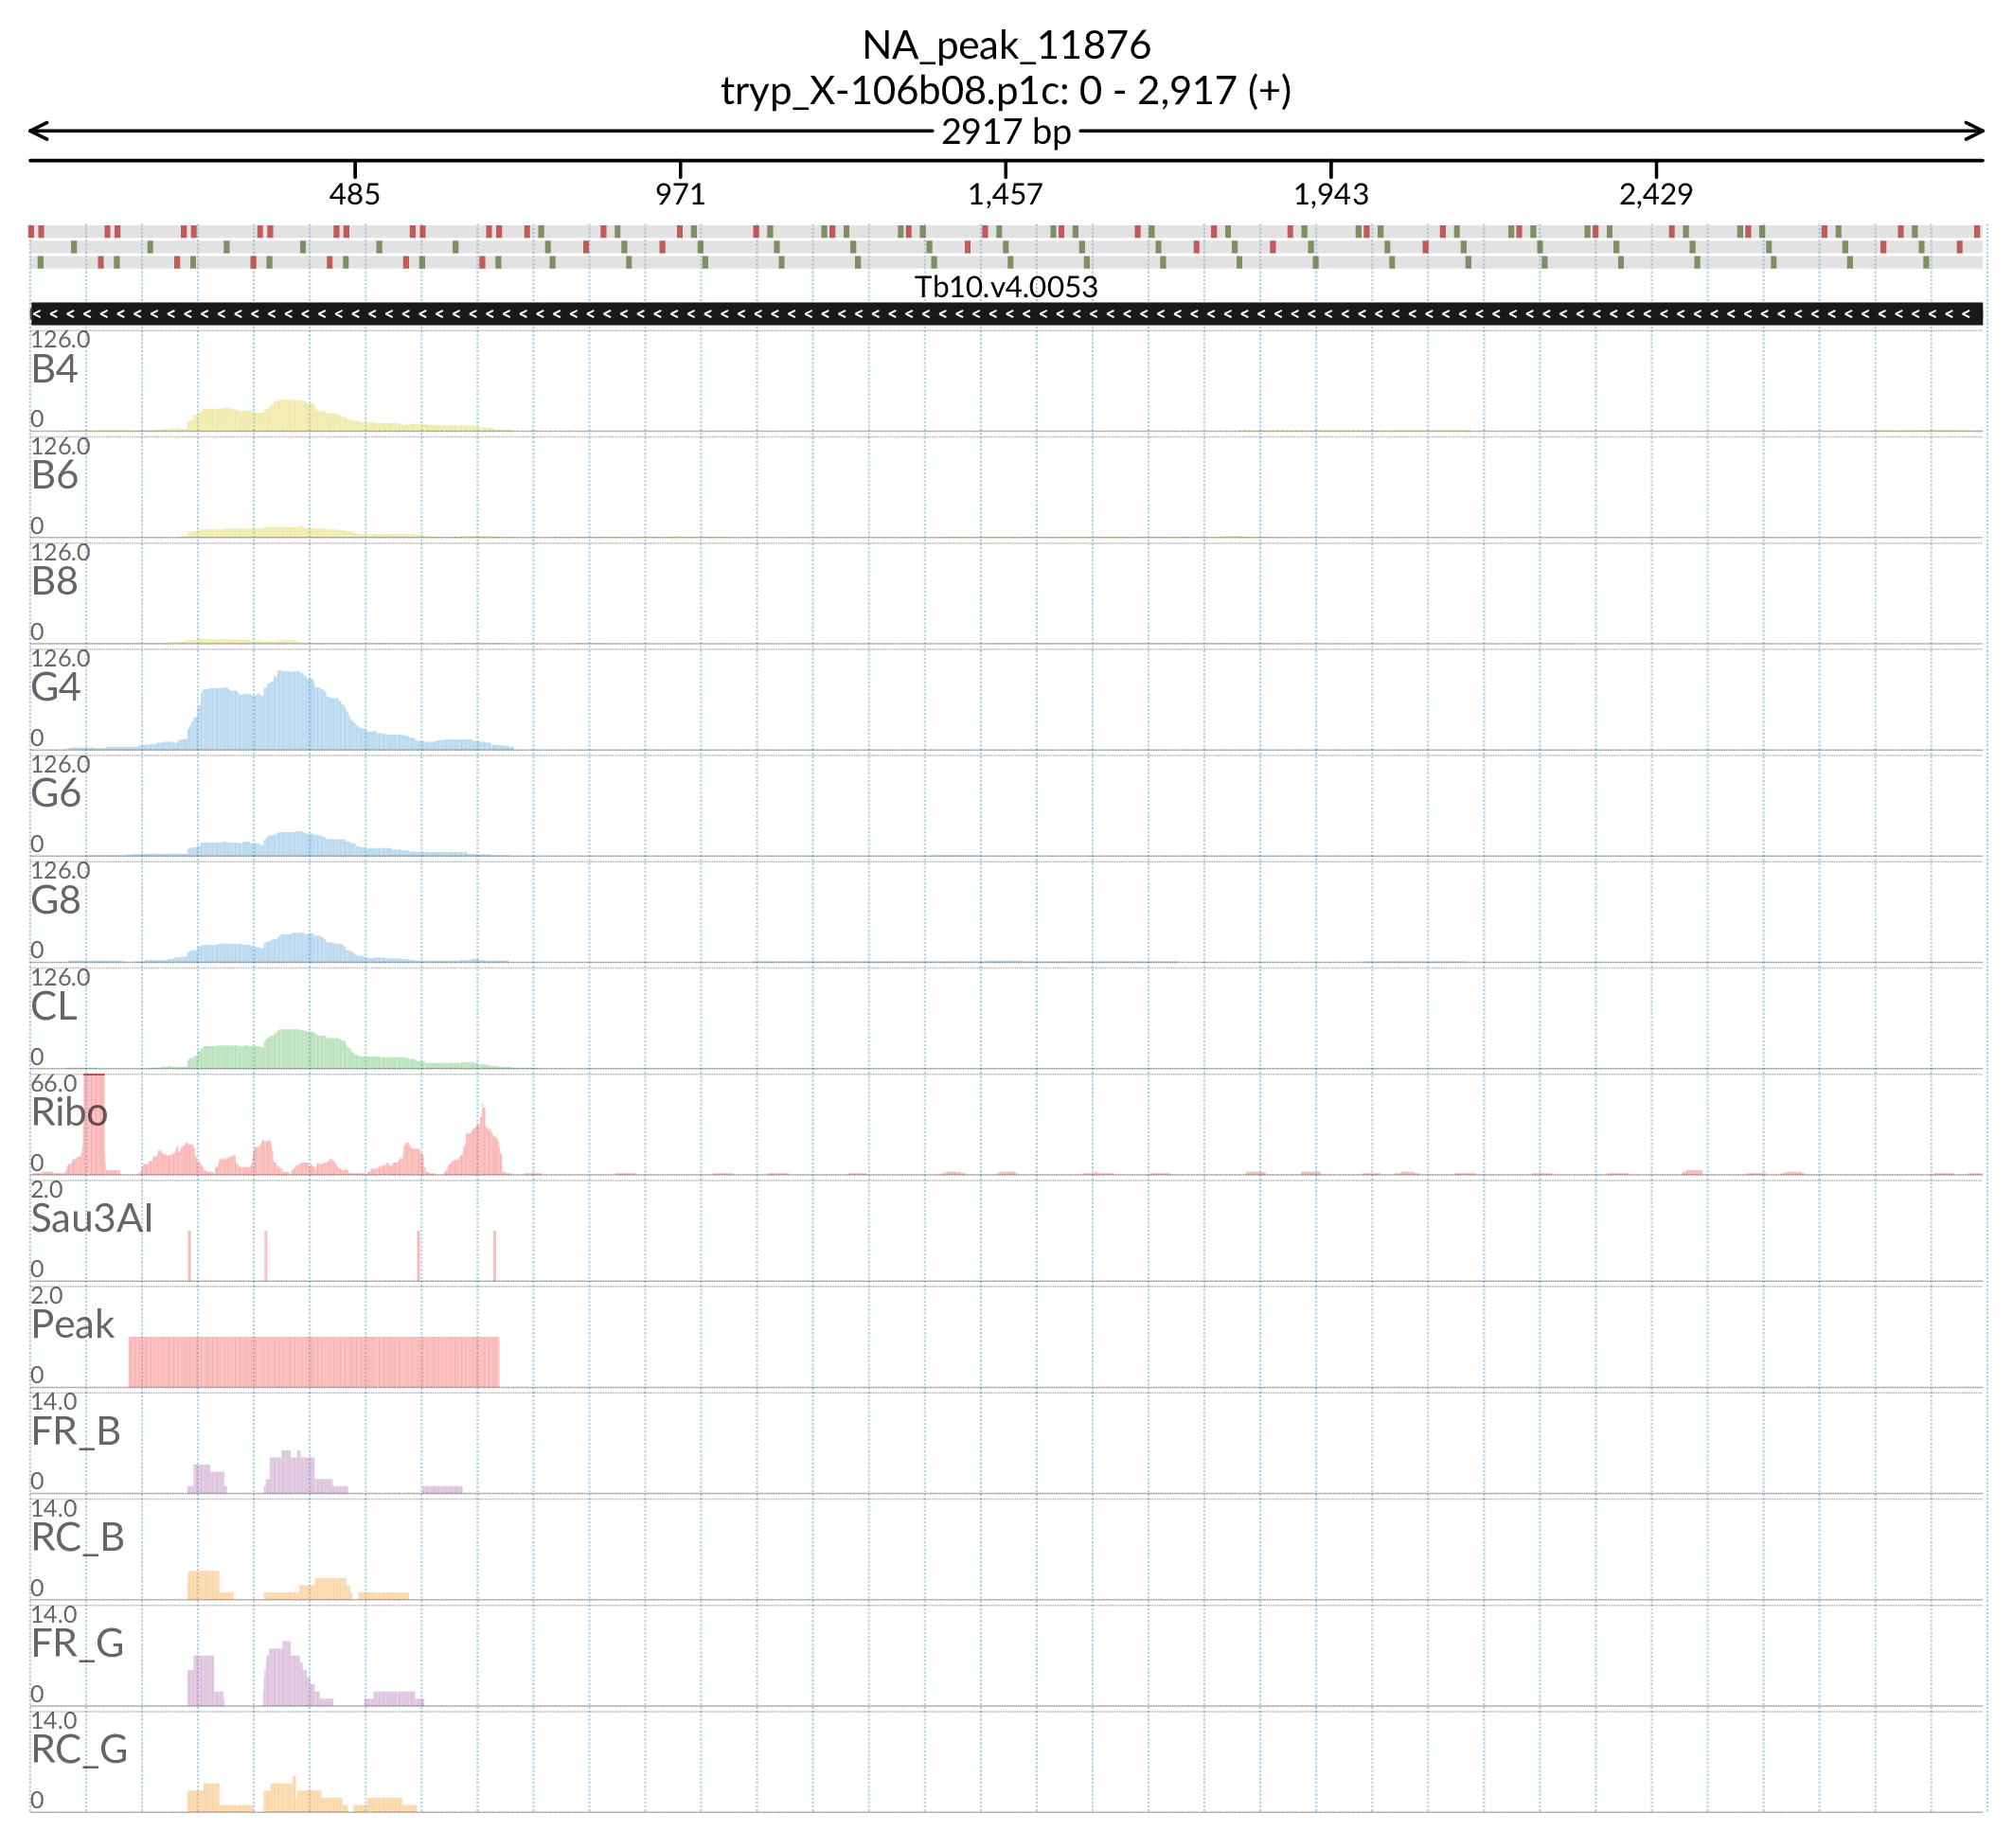 NA_peak_11876
tryp_X-106b08.p1c: 0 - 2,917 (+)
2917 bp
485 971 1,457 1,943 2,429
Tb10.v4.0053
126.0
B4
0
126.0
B6
0
126.0
B8
0
126.0
G4
0
126.0
G6
0
126.0
G8
0
126.0
CL
0
66.0
Ribo
0
2.0
Sau3AI
0
2.0
Peak
0
14.0
FR_B
0
14.0
RC_B
0
14.0
FR_G
0
14.0
RC_G
0